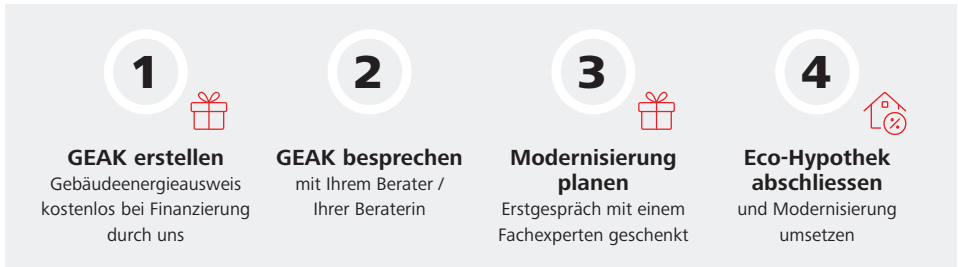 1
GEAK erstellen
Gebäudeenergieausweis
kostenlos bei Finanzierung
durch uns
2
GEAK besprechen
mit Ihrem Berater /
Ihrer Beraterin
3
Modernisierung
planen
Erstgespräch mit einem
Fachexperten geschenkt
4
%
Eco-Hypothek
abschliessen
und Modernisierung
umsetzen